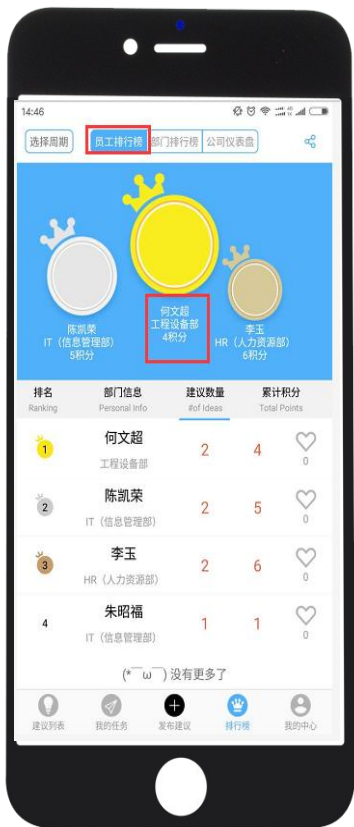 14:46
选择周期
员工排行榜 部门排行榜 公司仪表盘
何文超
工程设备部
4积分
陈凯荣
IT（信息管理部）
5积分
李玉
HR（人力资源部）
6积分
排名 部门信息 建议数量 累计积分
Ranking Personal Info #of Ideas Total Points
1 何文超 2 4
工程设备部 0
2 陈凯荣 2 5
IT（信息管理部） 0
3 李玉 2 6
HR（人力资源部） 0
4 朱昭福 1 1
IT（信息管理部） 0
(*￣ω￣) 没有更多了
建议列表 我的任务 发布建议 排行榜 我的中心